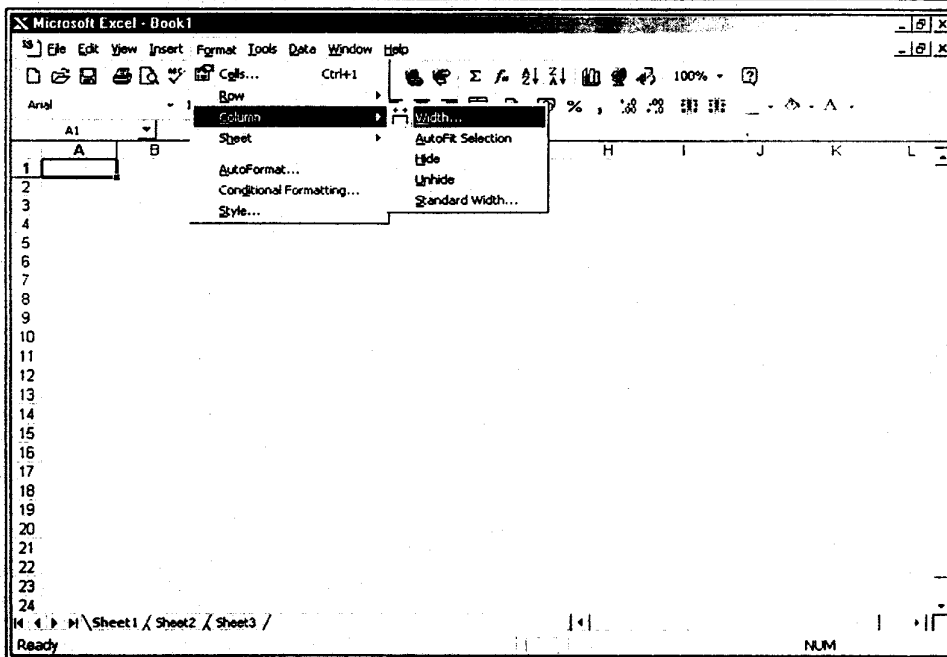 Microsoft Excel - Book1
File Edit View Insert Format Tools Data Window Help
Cells... Ctrl+1
100%
Arial
Row
% ,
Column
Width...
A1
Sheet
AutoFit Selection
A B H I J K L
Hide
AutoFormat...
Unhide
Conditional Formatting...
Standard Width...
Style...
1
2
3
4
5
6
7
8
9
10
11
12
13
14
15
16
17
18
19
20
21
22
23
24
Sheet1 / Sheet2 / Sheet3 /
Ready NUM